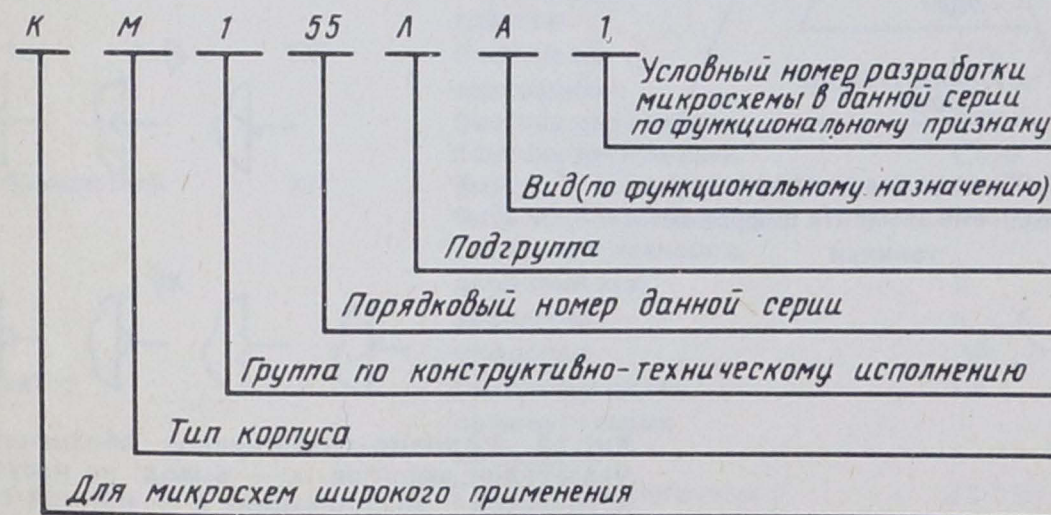 К М 1 55 Л А 1
Условный номер разработки
микросхемы в данной серии
по функциональному признаку
Вид (по функциональному назначению)
Подгруппа
Порядковый номер данной серии
Группа по конструктивно-техническому исполнению
Тип корпуса
Для микросхем широкого применения